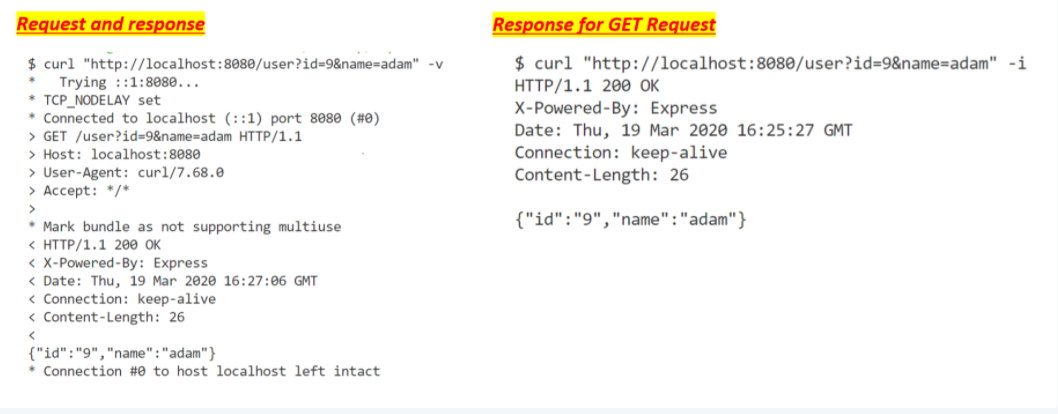 Request and response
$ curl "http://localhost:8080/user?id=9&name=adam" -v
*   Trying ::1:8080...
* TCP_NODELAY set
* Connected to localhost (::1) port 8080 (#0)
> GET /user?id=9&name=adam HTTP/1.1
> Host: localhost:8080
> User-Agent: curl/7.68.0
> Accept: */*
>
* Mark bundle as not supporting multiuse
< HTTP/1.1 200 OK
< X-Powered-By: Express
< Date: Thu, 19 Mar 2020 16:27:06 GMT
< Connection: keep-alive
< Content-Length: 26
<
{"id":"9","name":"adam"}
* Connection #0 to host localhost left intact
Response for GET Request
$ curl "http://localhost:8080/user?id=9&name=adam" -i
HTTP/1.1 200 OK
X-Powered-By: Express
Date: Thu, 19 Mar 2020 16:25:27 GMT
Connection: keep-alive
Content-Length: 26
{"id":"9","name":"adam"}